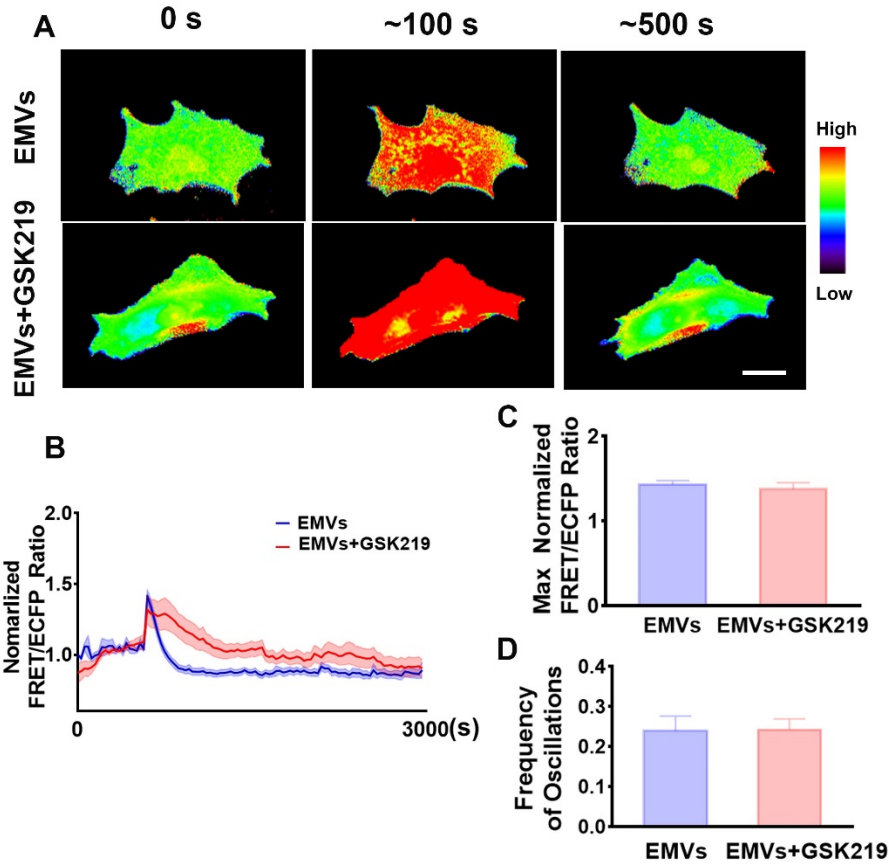 A
0 s
~100 s
~500 s
EMVs
EMVs+GSK219
High
Low
B
Nomarlized
FRET/ECFP Ratio
2.0
1.5
1.0
EMVs
EMVs+GSK219
0
3000(s)
C
Max Normalized
FRET/ECFP Ratio
2
1
0
EMVs
EMVs+GSK219
D
Frequency
of Oscillations
0.4
0.3
0.2
0.1
0
EMVs
EMVs+GSK219